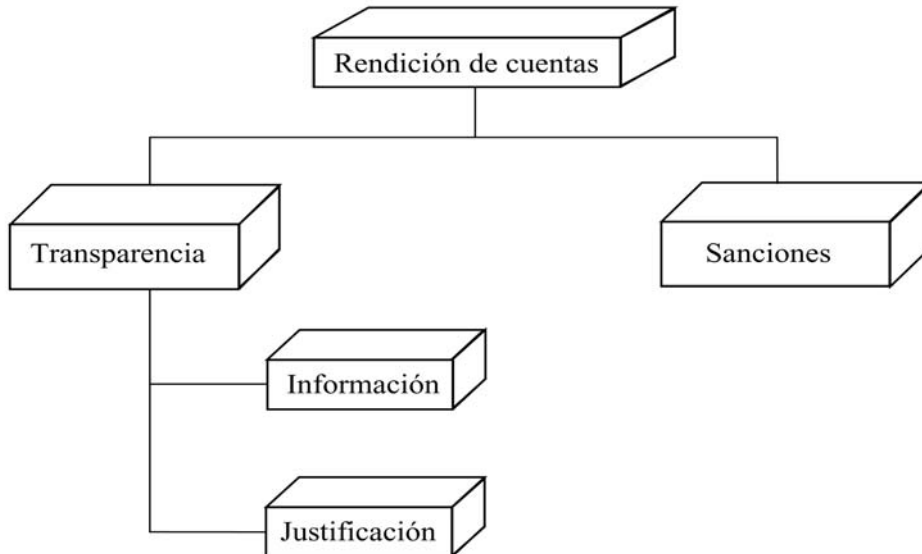 Rendición de cuentas
Transparencia
Sanciones
Información
Justificación